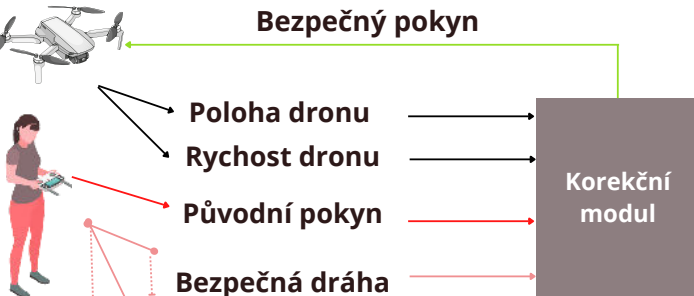 Bezpečný pokyn
Poloha dronu
Rychost dronu
Původní pokyn
Bezpečná dráha
Korekční
modul